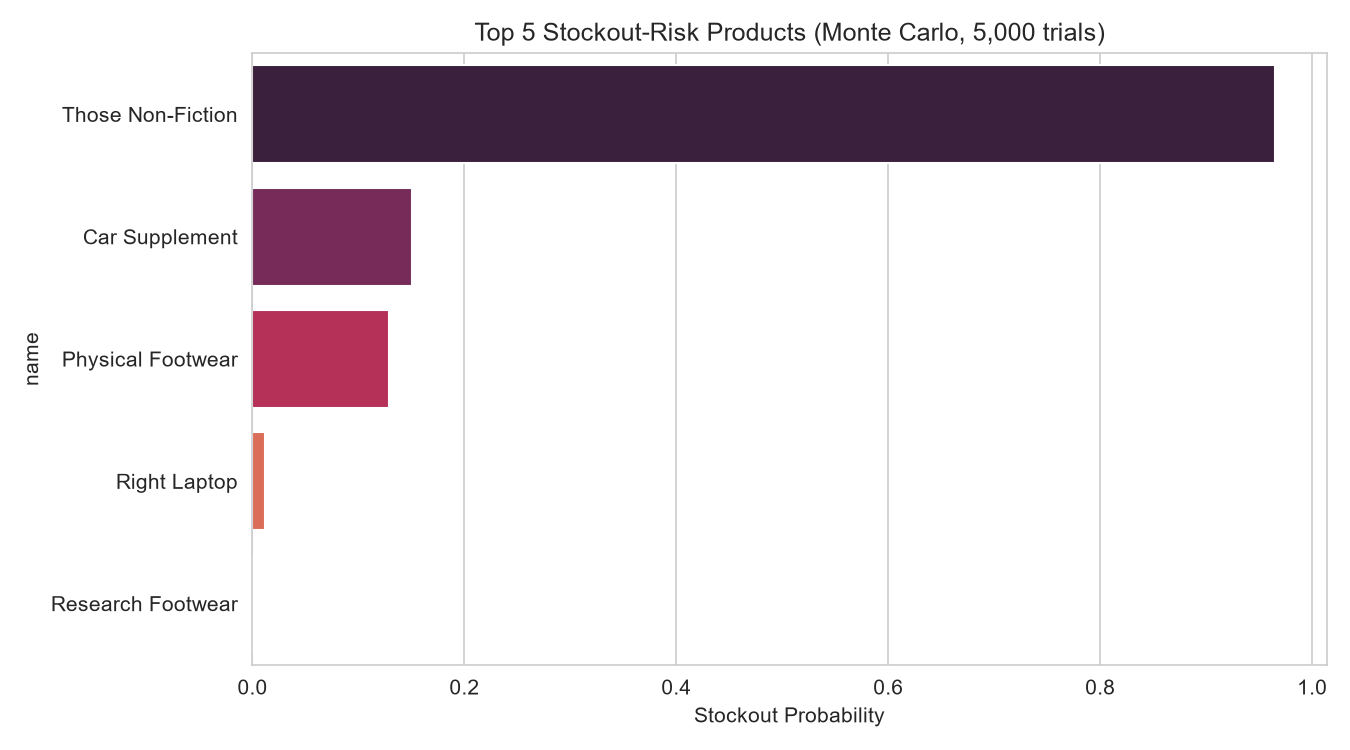 Top 5 Stockout-Risk Products (Monte Carlo, 5,000 trials)
name
Those Non-Fiction
Car Supplement
Physical Footwear
Right Laptop
Research Footwear
0.0 0.2 0.4 0.6 0.8 1.0
Stockout Probability